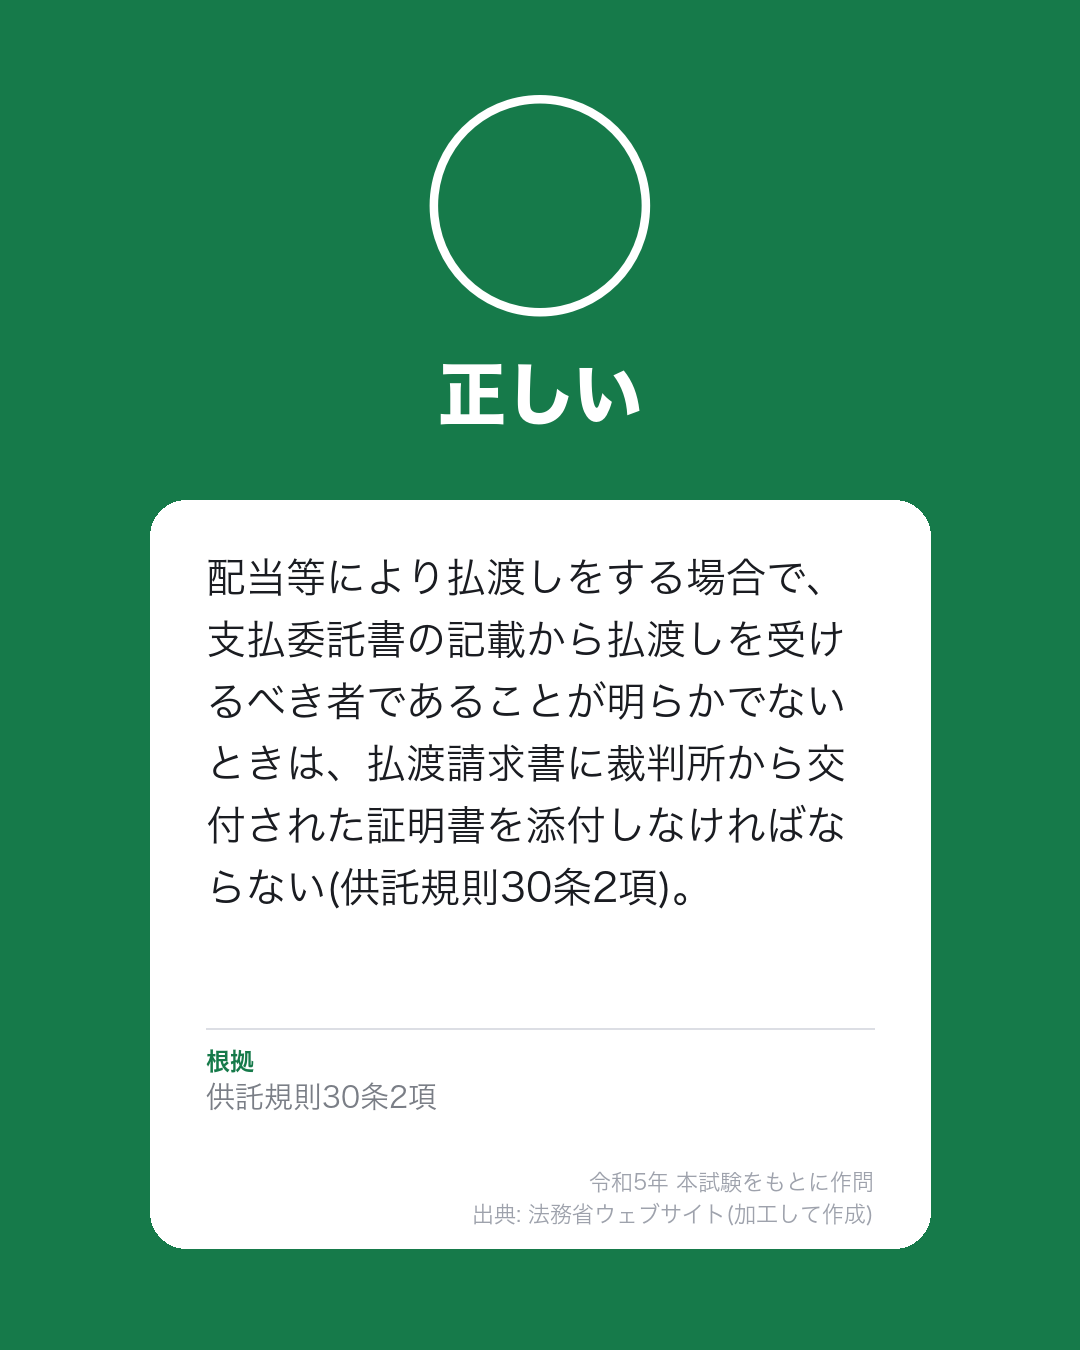 正しい
配当等により払渡しをする場合で、
支払委託書の記載から払渡しを受け
るべき者であることが明らかでない
ときは、払渡請求書に裁判所から交
付された証明書を添付しなければな
らない(供託規則30条2項)。
根拠
供託規則30条2項
令和5年 本試験をもとに作問
出典: 法務省ウェブサイト(加工して作成)